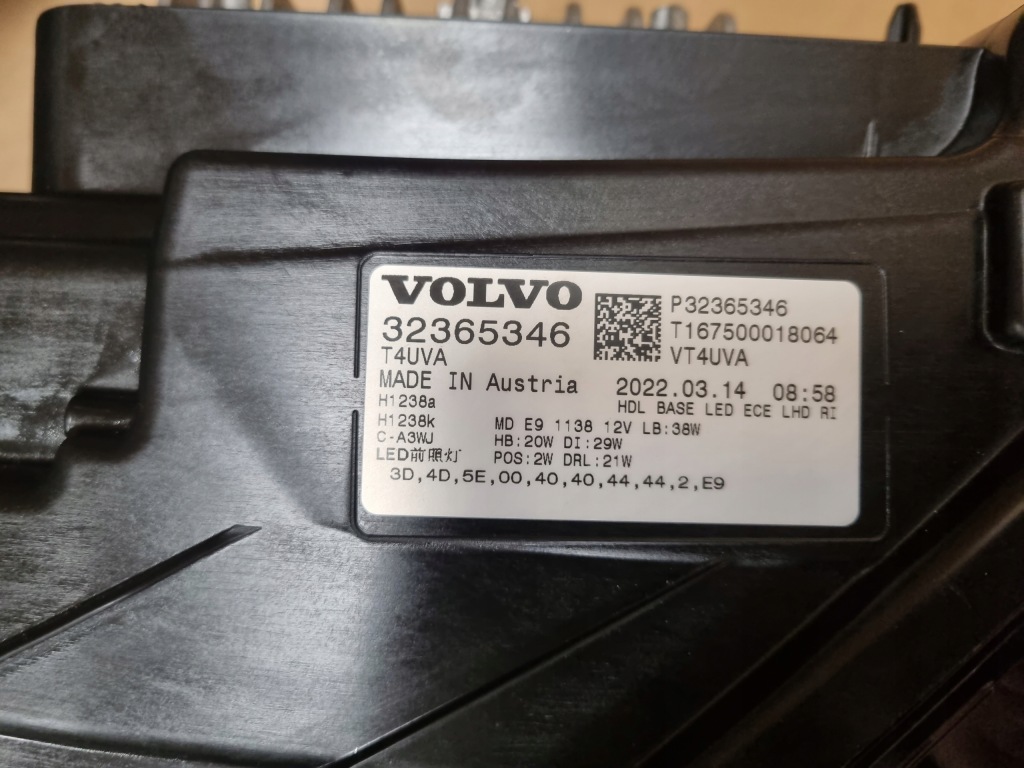 VOLVO
32365346
T4UVA
P32365346
T167500018064
VT4UVA
MADE IN Austria
2022.03.14 08:58
HDL BASE LED ECE LHD RI
H1238a
H1238k
C-A3WJ
LED前照灯
MD E9 1138 12V LB:38W
HB:20W DI:29W
POS:2W DRL:21W
3D,4D,5E,00,40,40,44,44,2,E9